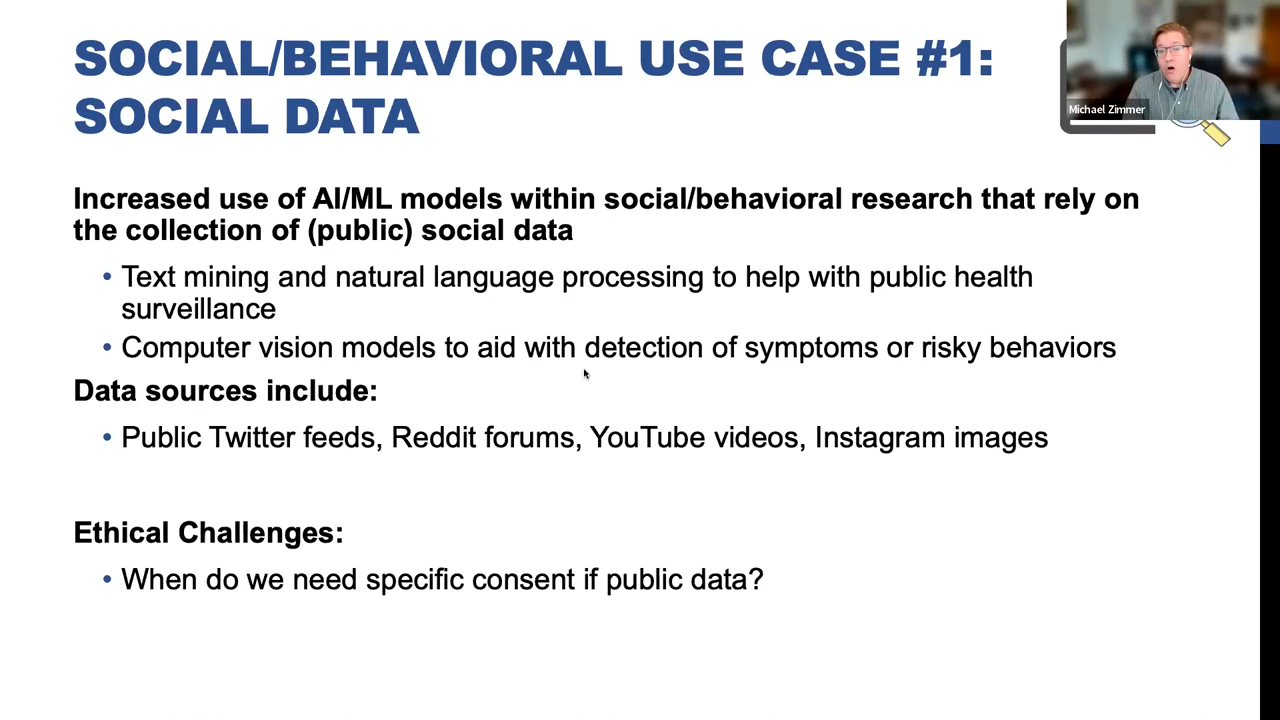 SOCIAL/BEHAVIORAL USE CASE #1:
SOCIAL DATA
Michael Zimmer
Increased use of AI/ML models within social/behavioral research that rely on
the collection of (public) social data
• Text mining and natural language processing to help with public health
surveillance
• Computer vision models to aid with detection of symptoms or risky behaviors
Data sources include:
• Public Twitter feeds, Reddit forums, YouTube videos, Instagram images
Ethical Challenges:
• When do we need specific consent if public data?